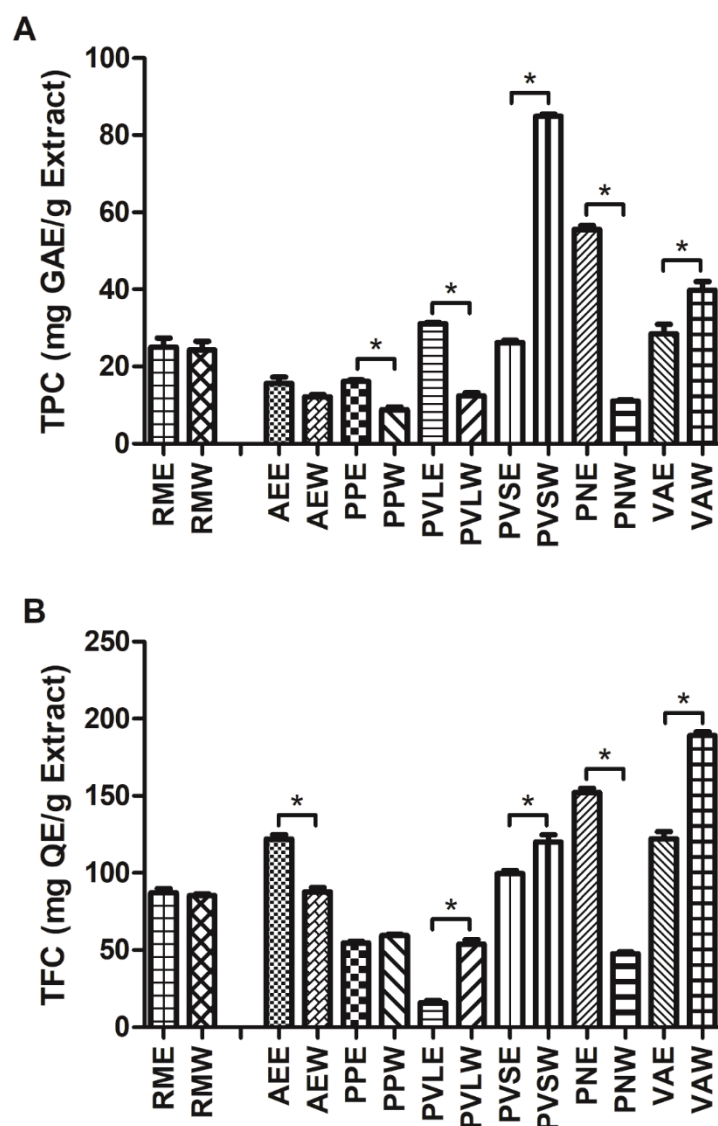 A
TPC (mg GAE/g Extract)
100
80
60
40
20
0
*
*
*
*
*
RME
RMW
AEE
AEW
PPE
PPW
PVLE
PVLW
PVSE
PVSW
PNE
PNW
VAE
VAW
B
TFC (mg QE/g Extract)
250
200
150
100
50
0
*
*
*
*
*
RME
RMW
AEE
AEW
PPE
PPW
PVLE
PVLW
PVSE
PVSW
PNE
PNW
VAE
VAW